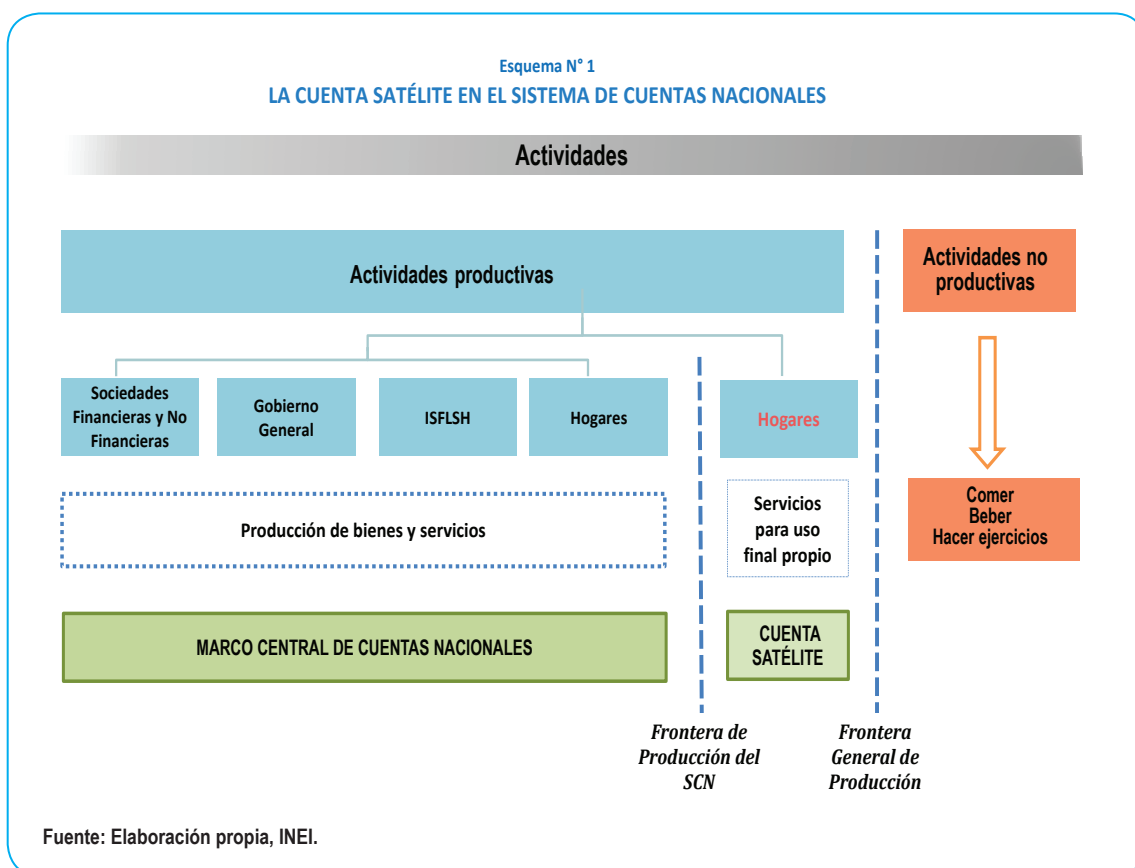 Esquema N° 1
LA CUENTA SATÉLITE EN EL SISTEMA DE CUENTAS NACIONALES
Actividades
Actividades productivas
Actividades no
productivas
Sociedades
Financieras y No
Financieras
Gobierno
General
ISFLSH
Hogares
Hogares
Producción de bienes y servicios
Servicios
para uso
final propio
Comer
Beber
Hacer ejercicios
MARCO CENTRAL DE CUENTAS NACIONALES
CUENTA
SATÉLITE
Frontera de
Producción del
SCN
Frontera
General de
Producción
Fuente: Elaboración propia, INEI.